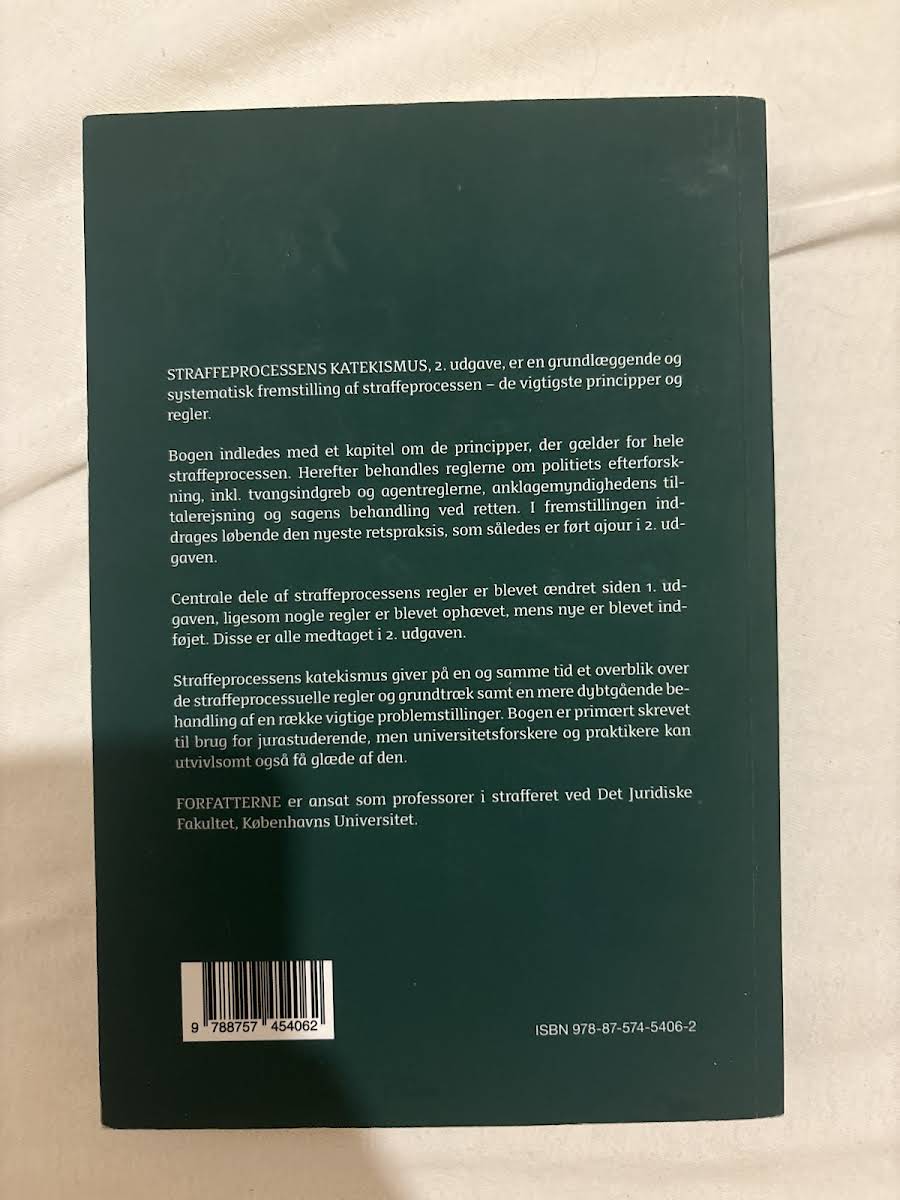 STRAFFEPROCESSENS KATEKISMUS, 2. udgave, er en grundlæggende og
systematisk fremstilling af straffeprocessen – de vigtigste principper og
regler.
Bogen indledes med et kapitel om de principper, der gælder for hele
straffeprocessen. Herefter behandles reglerne om politiets efterforsk-
ning, inkl. tvangsindgreb og agentreglerne, anklagemyndighedens til-
talerejsning og sagens behandling ved retten. I fremstillingen ind-
drages løbende den nyeste retspraksis, som således er ført ajour i 2. ud-
gaven.
Centrale dele af straffeprocessens regler er blevet ændret siden 1. ud-
gaven, ligesom nogle regler er blevet ophævet, mens nye er blevet ind-
føjet. Disse er alle medtaget i 2. udgaven.
Straffeprocessens katekismus giver på en og samme tid et overblik over
de straffeprocessuelle regler og grundtræk samt en mere dybtgående be-
handling af en række vigtige problemstillinger. Bogen er primært skrevet
til brug for jurastuderende, men universitetsforskere og praktikere kan
utvivlsomt også få glæde af den.
FORFATTERNE er ansat som professorer i strafferet ved Det Juridiske
Fakultet, Københavns Universitet.
9 788757 454062
ISBN 978-87-574-5406-2